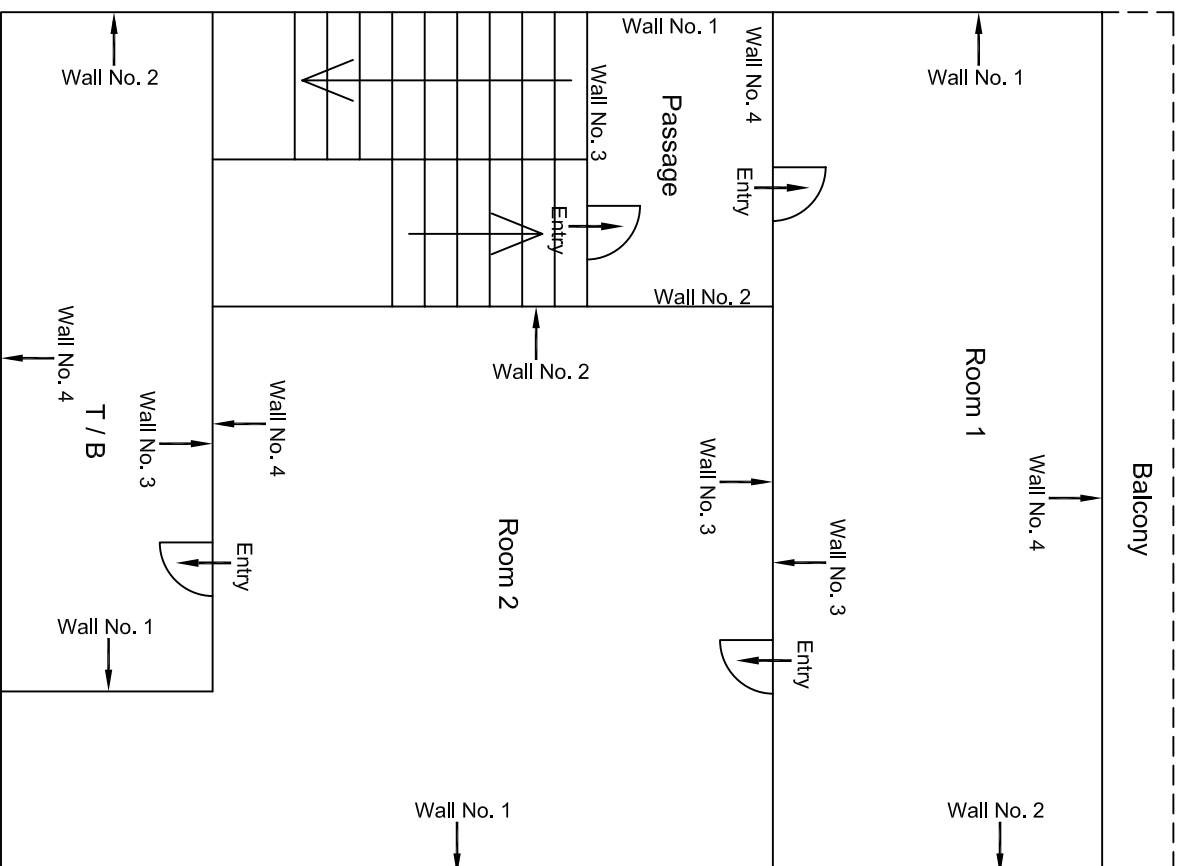 Wall No. 1
Wall No. 2
Wall No. 3
Wall No. 4
Passage
Wall No. 1
Entry
Entry
Wall No. 2
Wall No. 2
Wall No. 4
Wall No. 3
T / B
Wall No. 4
Entry
Wall No. 1
Room 2
Wall No. 3
Wall No. 1
Room 1
Wall No. 4
Wall No. 3
Entry
Wall No. 2
Balcony